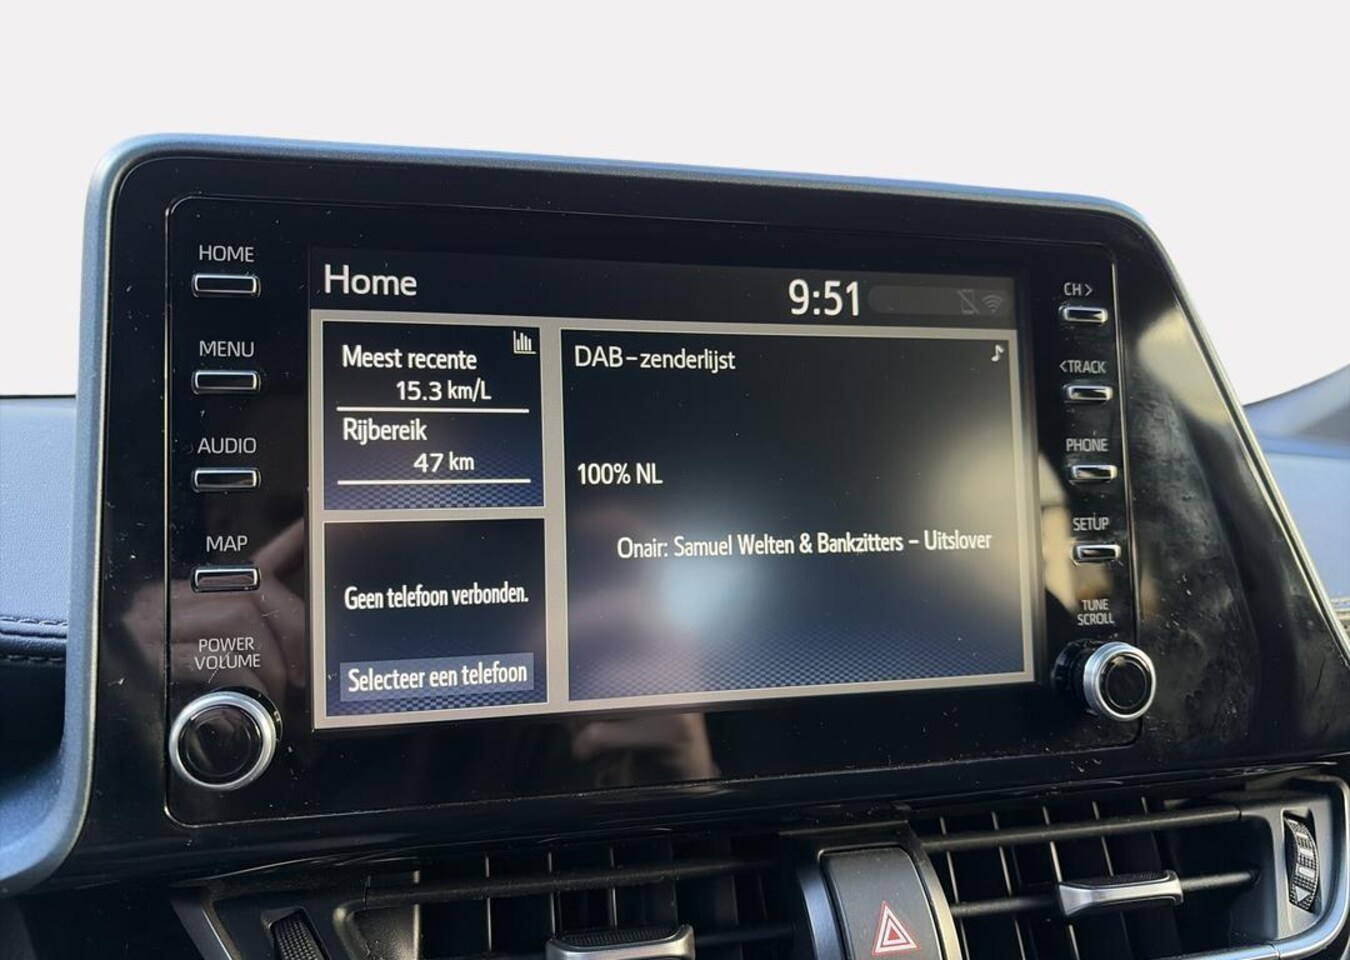 HOME
MENU
AUDIO
MAP
POWER
VOLUME
Home
9:51
Meest recente
15.3 km/L
Rijbereik
47 km
Geen telefoon verbonden.
Selecteer een telefoon
DAB-zenderlijst
100% NL
Onair: Samuel Welten & Bankzitters - Uitslover
CH>
<TRACK
PHONE
SETUP
TUNE
SCROLL